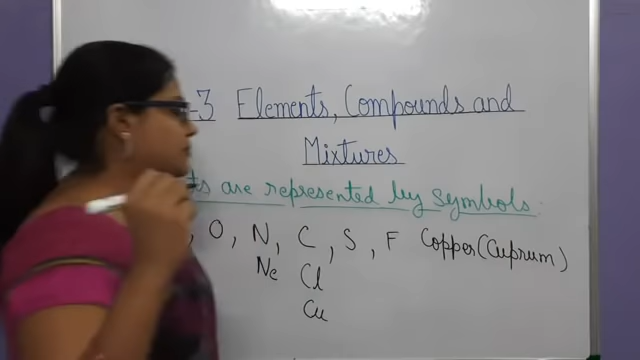 -3 Elements, Compounds and
Mixtures
ts are represented by symbols.
, O, N, C, S, F Copper(Cuprum)
Ne Cl
Cu